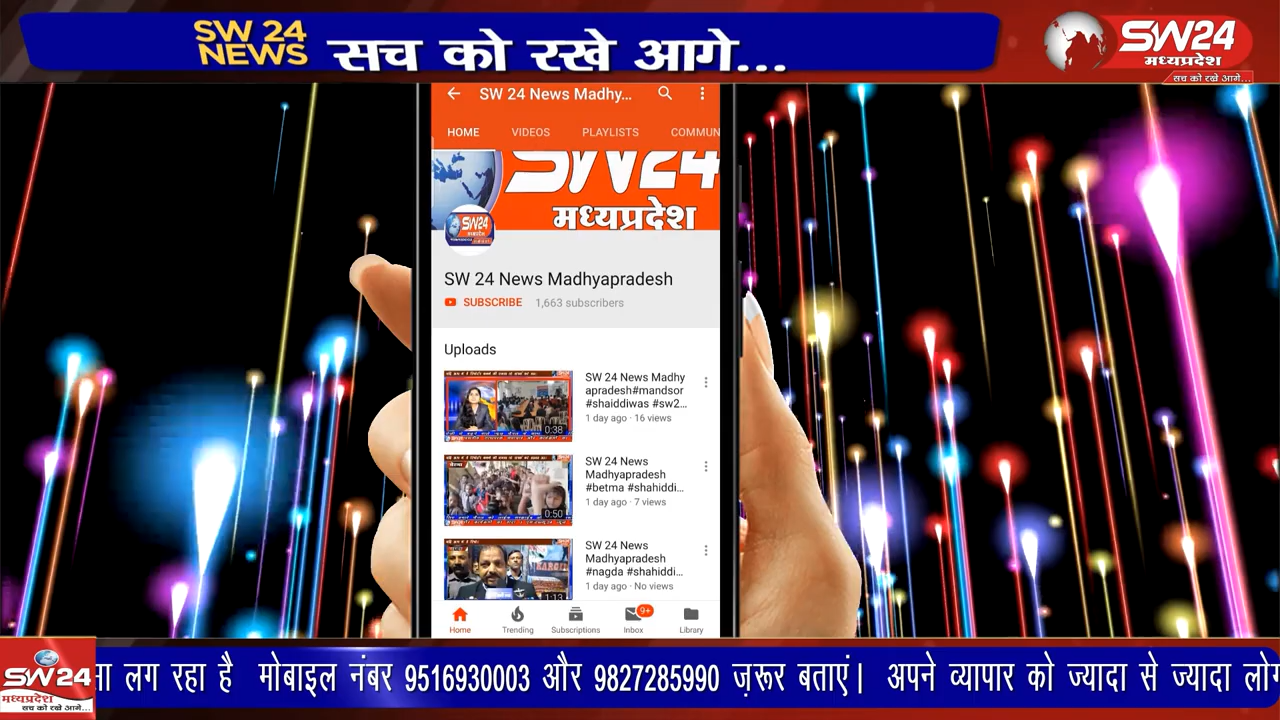 SW 24
NEWS
सच को रखे आगे...
SW24
मध्यप्रदेश
सच को रखे आगे...
SW 24 News Madhy...
HOME VIDEOS PLAYLISTS COMMUN
SW24
मध्यप्रदेश
SW24
SW 24 News Madhyapradesh
SUBSCRIBE 1,663 subscribers
Uploads
SW 24 News Madhy
apradesh#mandsor
#shaiddiwas #sw2...
1 day ago · 16 views
0:38
SW 24 News
Madhyapradesh
#betma #shahiddi...
1 day ago · 7 views
0:50
SW 24 News
Madhyapradesh
#nagda #shahiddi...
1 day ago · No views
1:13
9+
Home Trending Subscriptions Inbox Library
SW24
मध्यप्रदेश
सच को रखे आगे...
सा लग रहा है मोबाइल नंबर 9516930003 और 9827285990 ज़रूर बताएं। अपने व्यापार को ज्यादा से ज्यादा लोग